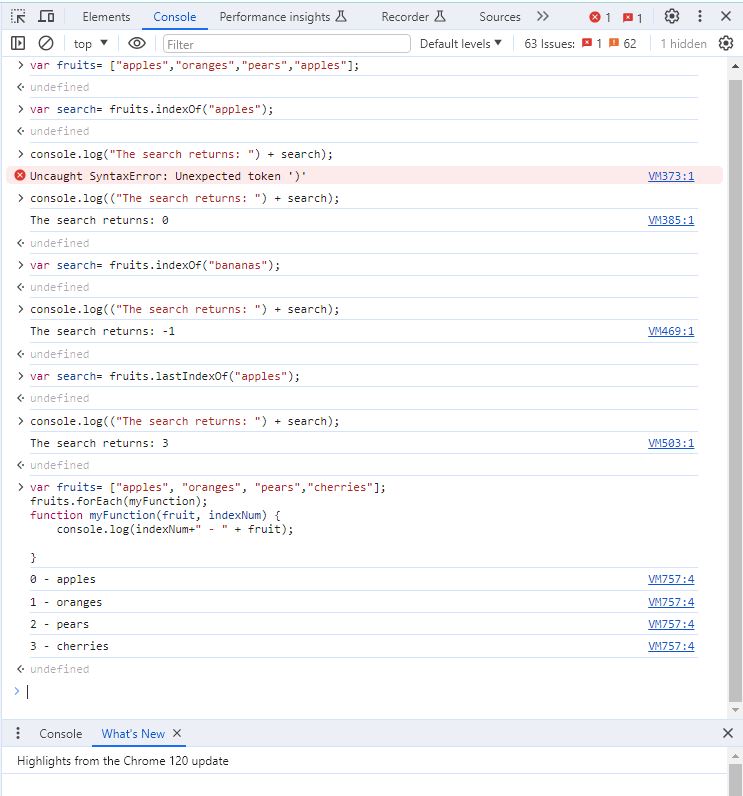 Elements Console Performance insights Recorder Sources 1 1
top Filter Default levels 63 Issues: 1 62 1 hidden
> var fruits= ["apples","oranges","pears","apples"];
undefined
> var search= fruits.indexOf("apples");
undefined
> console.log("The search returns: ") + search);
Uncaught SyntaxError: Unexpected token ')' VM373:1
> console.log(("The search returns: ") + search);
The search returns: 0 VM385:1
undefined
> var search= fruits.indexOf("bananas");
undefined
> console.log(("The search returns: ") + search);
The search returns: -1 VM469:1
undefined
> var search= fruits.lastIndexOf("apples");
undefined
> console.log(("The search returns: ") + search);
The search returns: 3 VM503:1
undefined
> var fruits= ["apples", "oranges", "pears","cherries"];
fruits.forEach(myFunction);
function myFunction(fruit, indexNum) {
console.log(indexNum+" - " + fruit);
}
0 - apples VM757:4
1 - oranges VM757:4
2 - pears VM757:4
3 - cherries VM757:4
undefined
>
Console What's New
Highlights from the Chrome 120 update